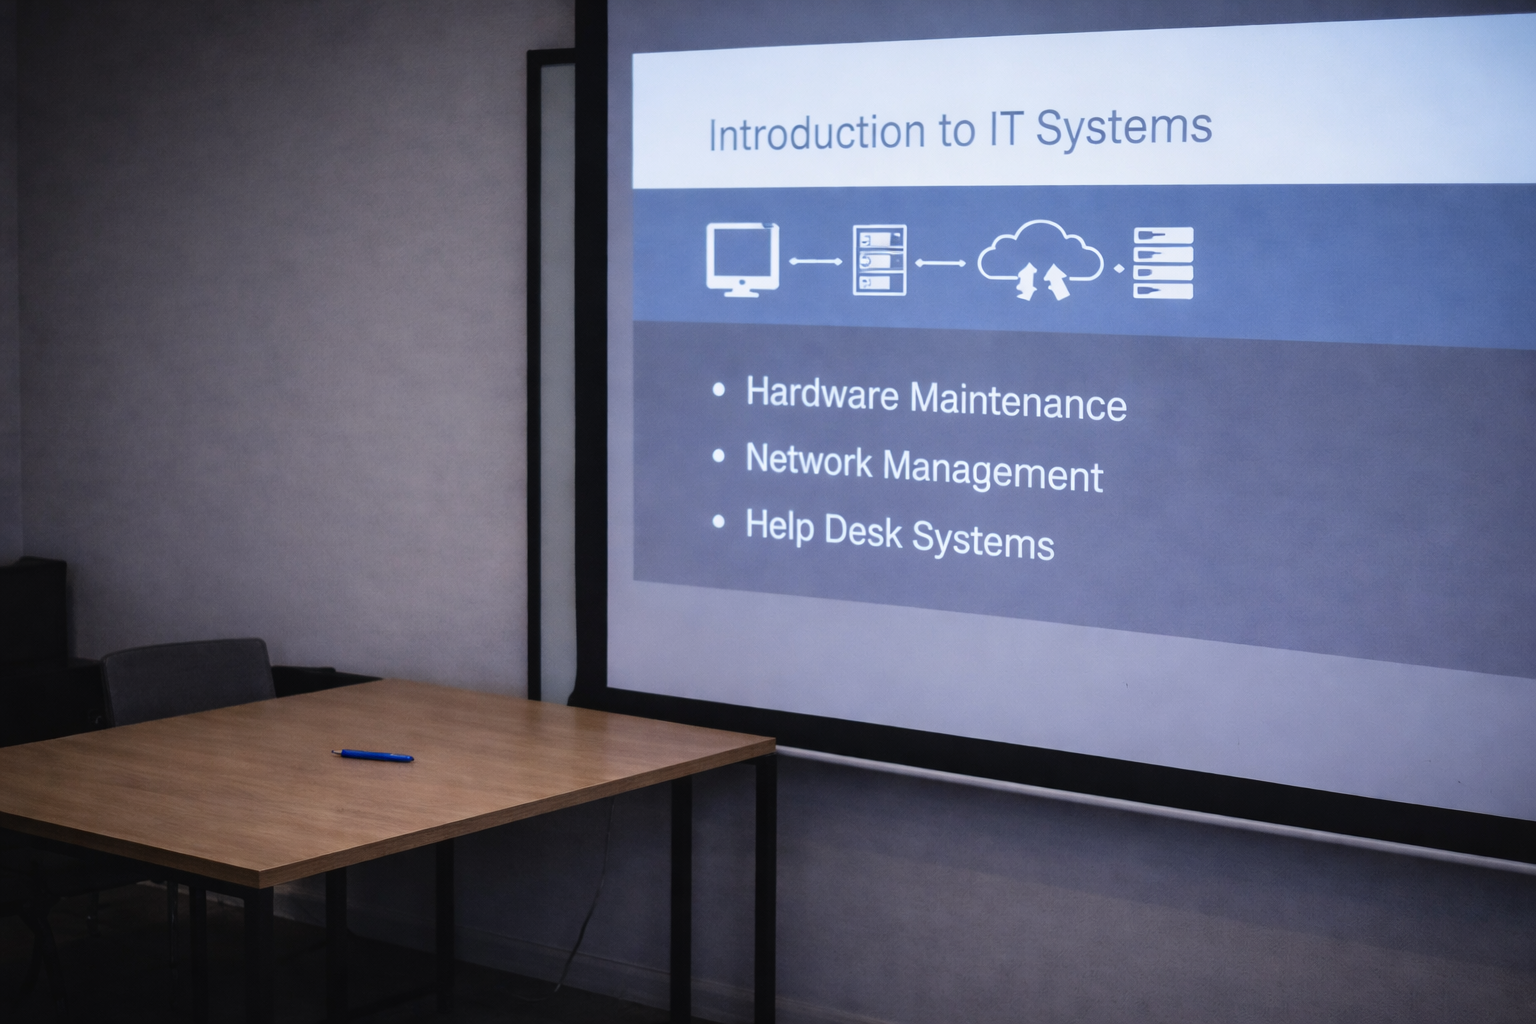 Introduction to IT Systems
• Hardware Maintenance
• Network Management
• Help Desk Systems